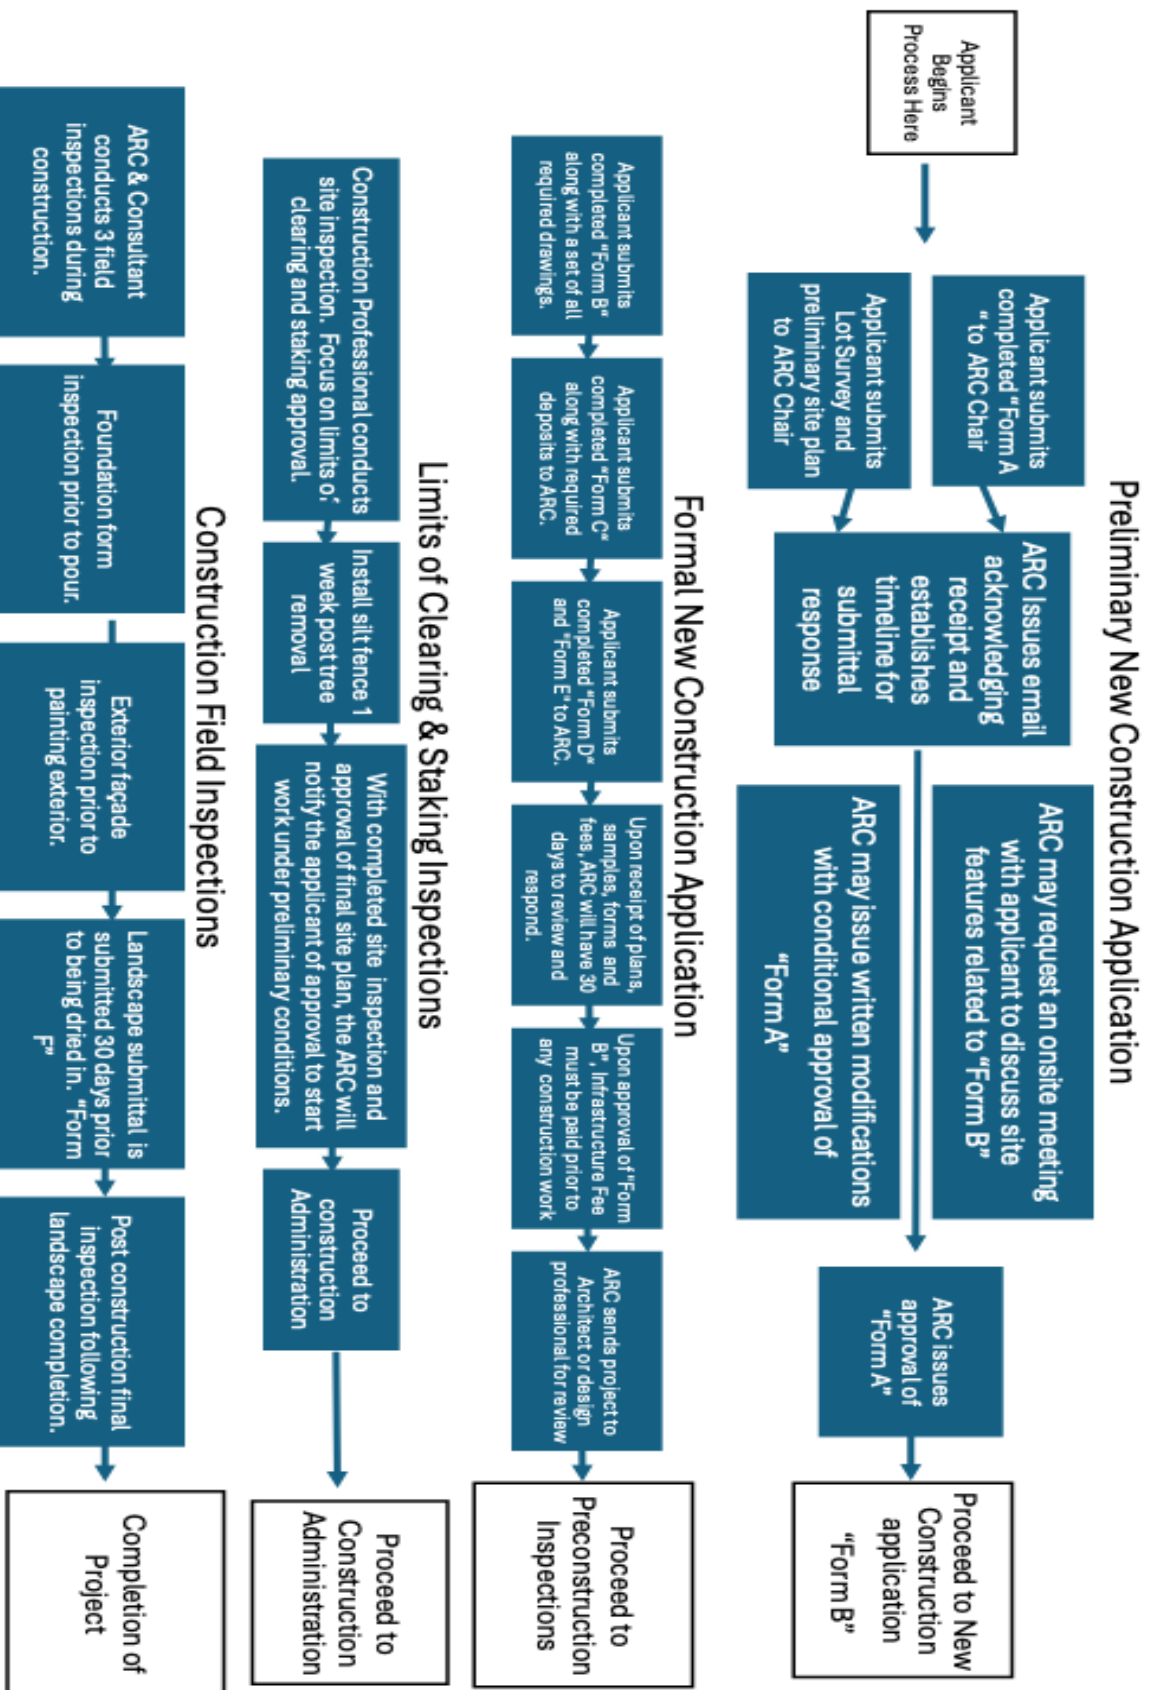 Preliminary New Construction Application
Applicant
Begins
Process Here
Applicant submits
completed "Form A
"to ARC Chair
Applicant submits
Lot Survey and
preliminary site plan
to ARC Chair
ARC Issues email
acknowledging
receipt and
establishes
timeline for
submittal
response
ARC may request an onsite meeting
with applicant to discuss site
features related to “Form B”
ARC may issue written modifications
with conditional approval of
“Form A”
ARC issues
approval of
“Form A”
Proceed to New
Construction
application
“Form B”
Formal New Construction Application
Applicant submits
completed "Form B"
along with a set of all
required drawings.
Applicant submits
completed "Form C"
along with required
deposits to ARC.
Applicant submits
completed "Form D"
and "Form E" to ARC.
Upon receipt of plans,
samples, forms and
fees, ARC will have 30
days to review and
respond.
Upon approval of "Form
B", Infrastructure Fee
must be paid prior to
any construction work
ARC sends project to
Architect or design
professional for review
Proceed to
Preconstruction
Inspections
Limits of Clearing & Staking Inspections
Construction Professional conducts
site inspection. Focus on limits of
clearing and staking approval.
Install silt fence 1
week post tree
removal
With completed site inspection and
approval of final site plan, the ARC will
notify the applicant of approval to start
work under preliminary conditions.
Proceed to
construction
Administration
Proceed to
Construction
Administration
Construction Field Inspections
ARC & Consultant
conducts 3 field
inspections during
construction.
Foundation form
inspection prior to pour.
Exterior façade
inspection prior to
painting exterior.
Landscape submittal is
submitted 30 days prior
to being dried in. “Form
F”
Post construction final
inspection following
landscape completion.
Completion of
Project